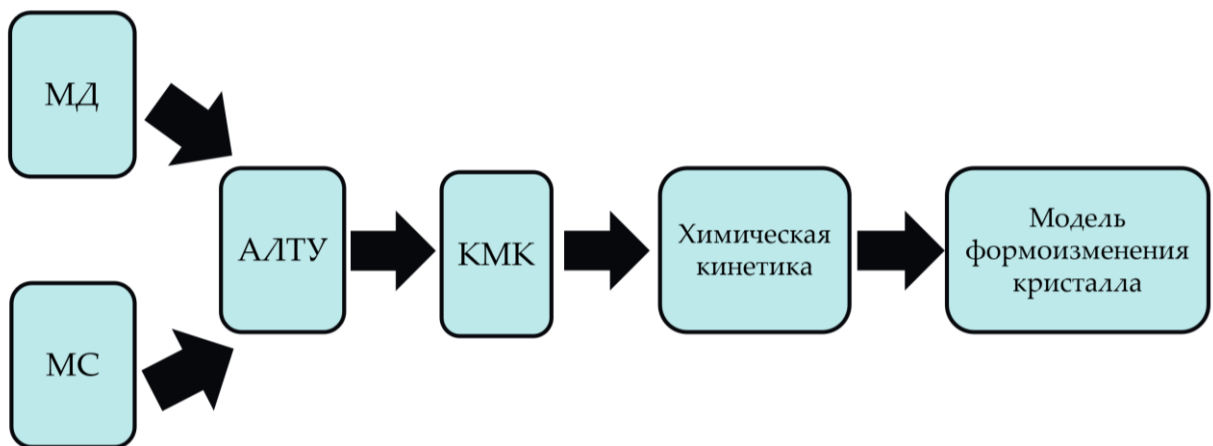 МД
МС
АЛТУ
КМК
Химическая
кинетика
Модель
формоизменения
кристалла